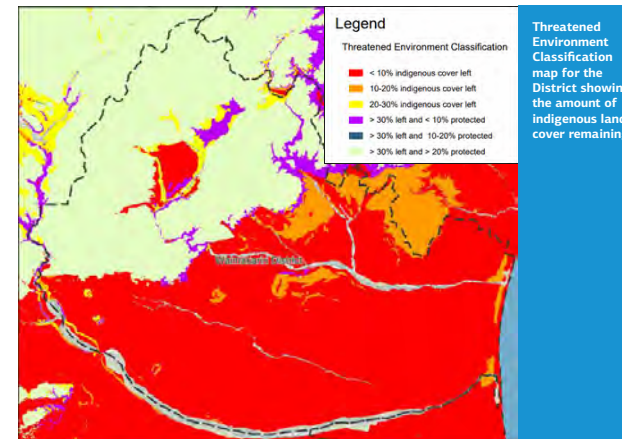 Legend
Threatened Environment Classification
< 10% indigenous cover left
10-20% indigenous cover left
20-30% indigenous cover left
> 30% left and < 10% protected
> 30% left and 10-20% protected
> 30% left and > 20% protected
Threatened
Environment
Classification
map for the
District showin
the amount of
indigenous land
cover remainin
District